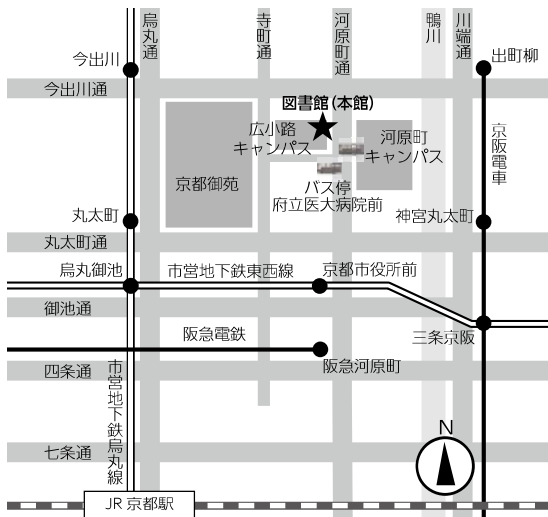 烏丸通
寺町通
河原町通
鴨川
川端通
今出川
出町柳
今出川通
図書館(本館)
広小路
キャンパス
河原町
キャンパス
京阪電車
京都御苑
バス停
府立医大病院前
丸太町
神宮丸太町
丸太町通
烏丸御池
市営地下鉄東西線
京都市役所前
御池通
阪急電鉄
三条京阪
四条通
阪急河原町
市営地下鉄烏丸線
七条通
N
JR 京都駅